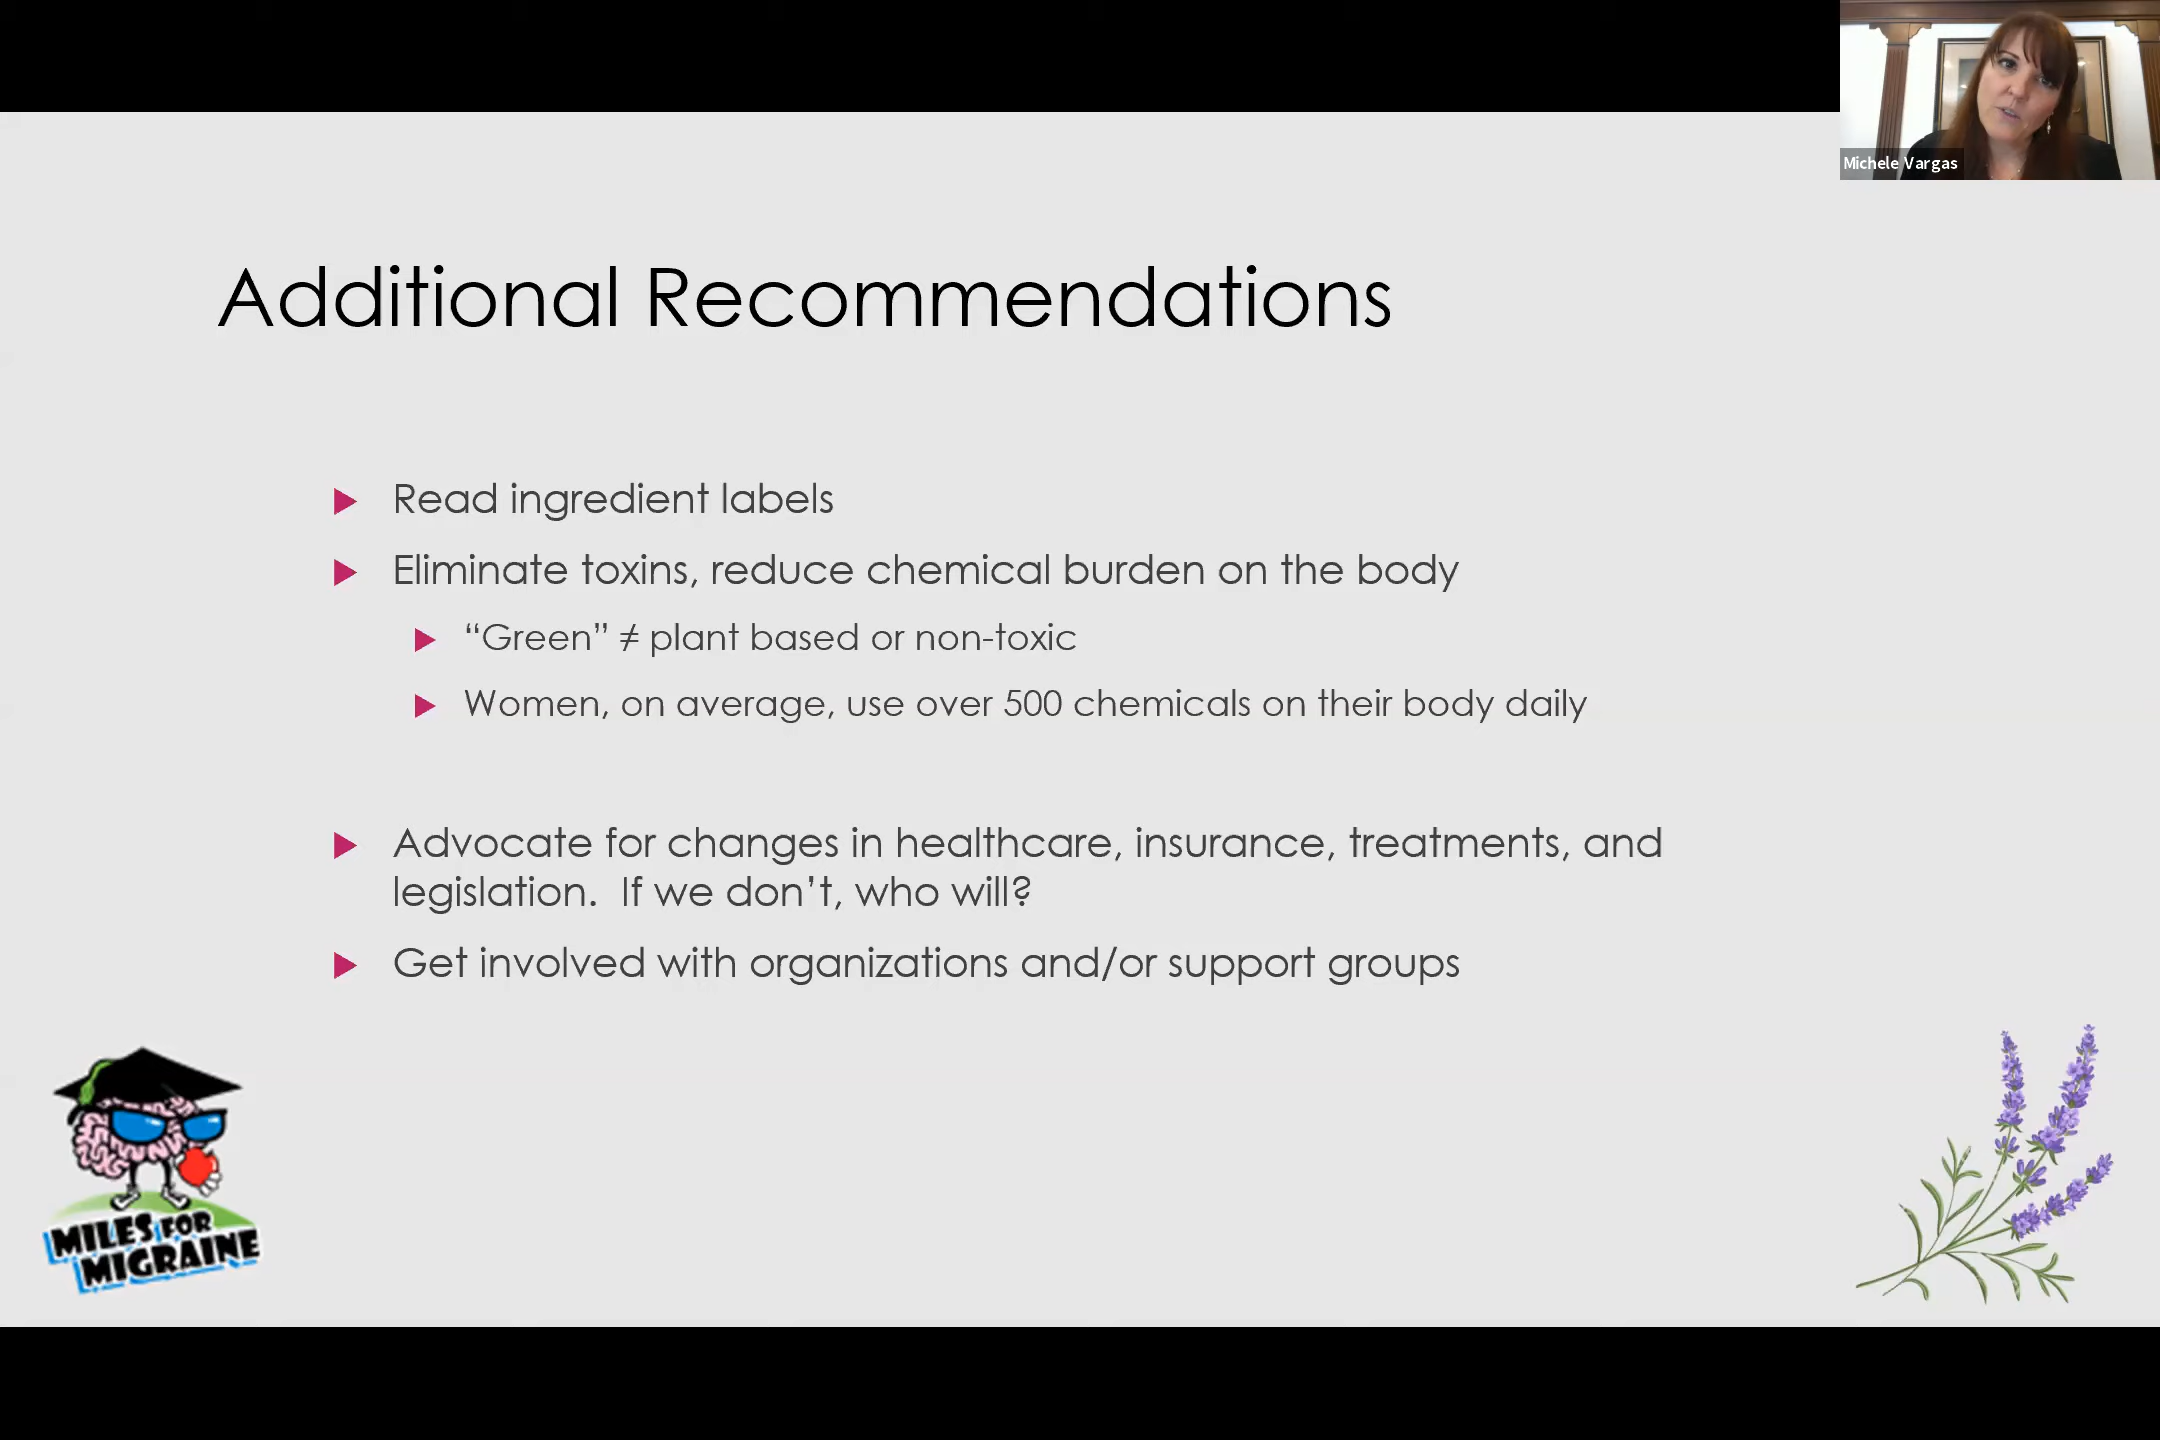 Michele Vargas
Additional Recommendations
Read ingredient labels
Eliminate toxins, reduce chemical burden on the body
“Green” ≠ plant based or non-toxic
Women, on average, use over 500 chemicals on their body daily
Advocate for changes in healthcare, insurance, treatments, and
legislation.  If we don’t, who will?
Get involved with organizations and/or support groups
MILES FOR
MIGRAINE